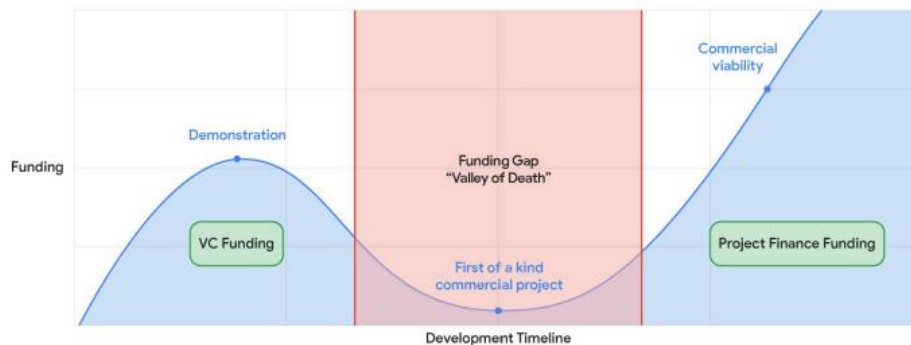 Commercial
viability
Demonstration
Funding
Funding Gap
“Valley of Death”
VC Funding
Project Finance Funding
First of a kind
commercial project
Development Timeline